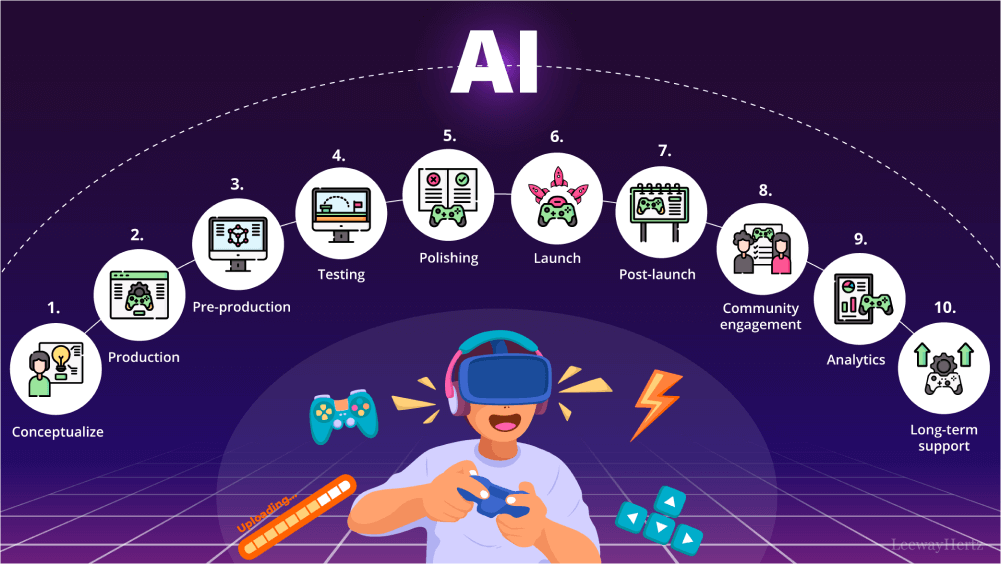 AI
1.
Conceptualize
2.
Production
3.
Pre-production
4.
Testing
5.
Polishing
6.
Launch
7.
Post-launch
8.
Community
engagement
9.
Analytics
10.
Long-term
support
Uploading...
LeewayHertz